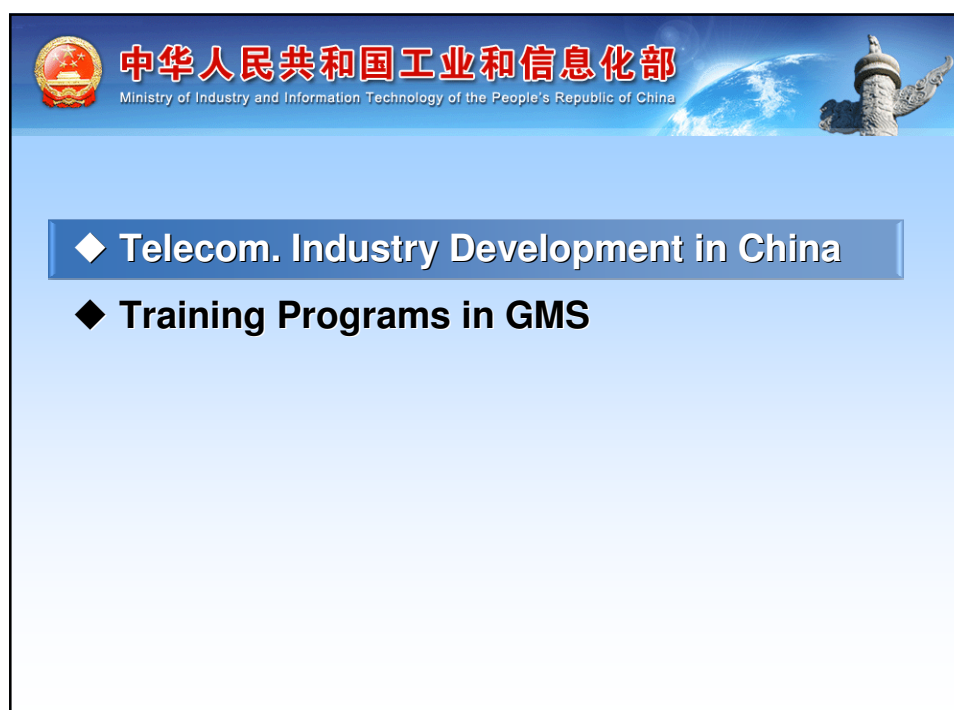 中华人民共和国工业和信息化部
Ministry of Industry and Information Technology of the People's Republic of China
◆ Telecom. Industry Development in China
◆ Training Programs in GMS